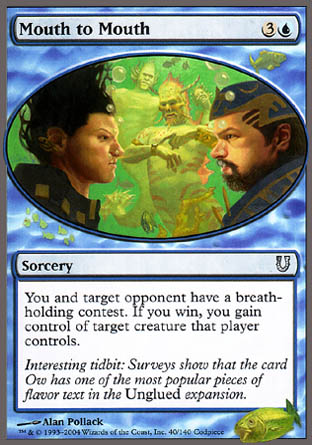 Mouth to Mouth 3
Sorcery
You and target opponent have a breath-
holding contest. If you win, you gain
control of target creature that player
controls.
Interesting tidbit: Surveys show that the card
Ow has one of the most popular pieces of
flavor text in the Unglued expansion.
Alan Pollack
™ & © 1993–2004 Wizards of the Coast, Inc. 40/140 Codpiece